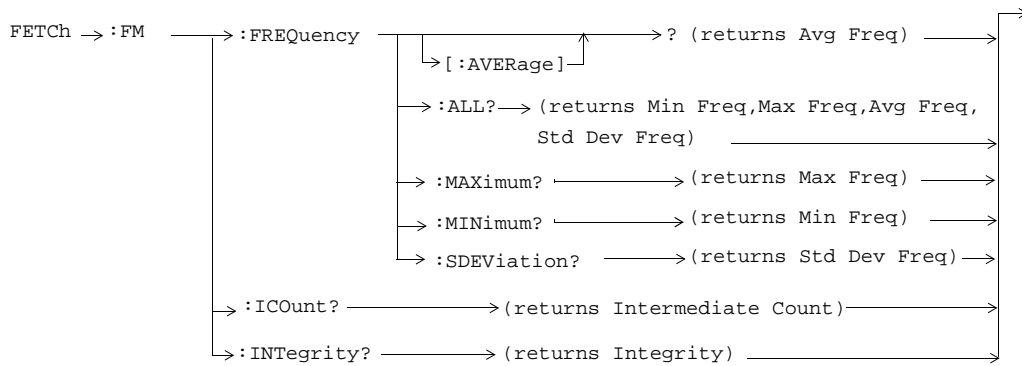 FETCh :FM :FREQuency ? (returns Avg Freq)
[:AVERage]
:ALL? (returns Min Freq,Max Freq,Avg Freq,
Std Dev Freq)
:MAXimum? (returns Max Freq)
:MINimum? (returns Min Freq)
:SDEViation? (returns Std Dev Freq)
:ICOunt? (returns Intermediate Count)
:INTegrity? (returns Integrity)